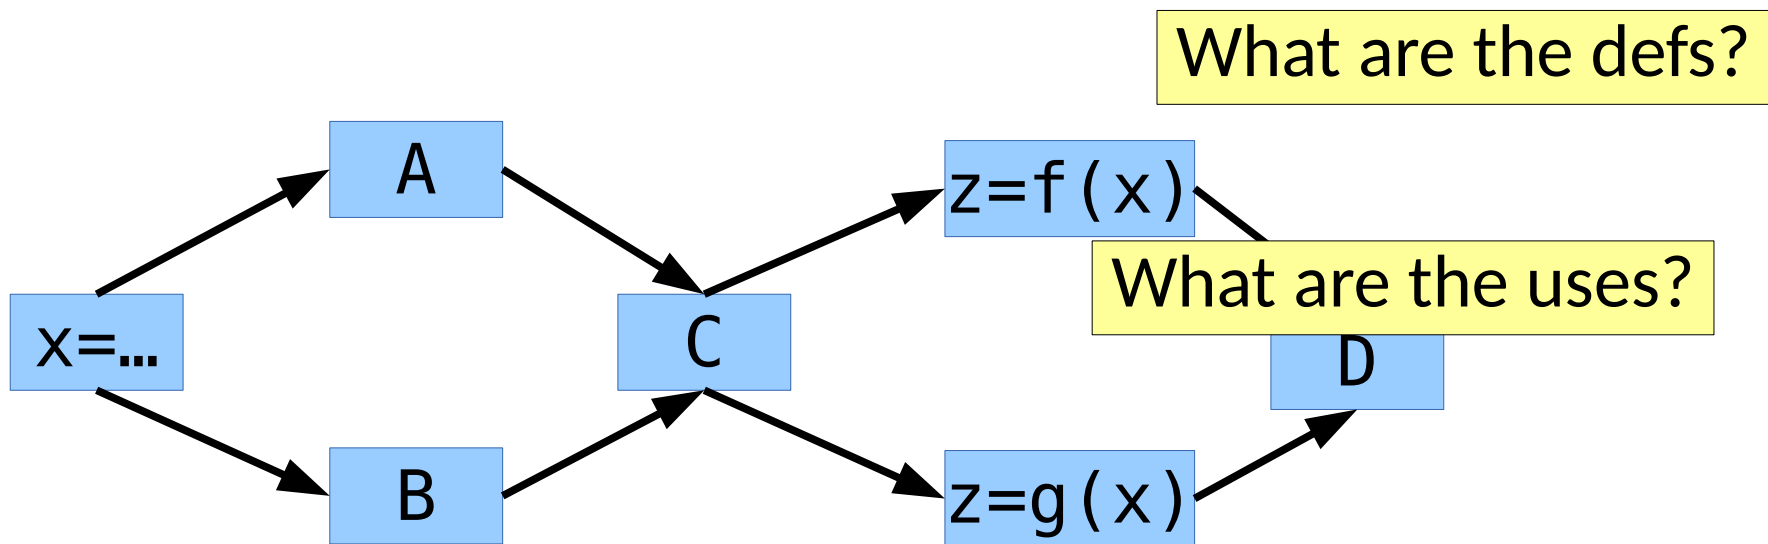 What are the defs?
A
z=f(x)
What are the uses?
x=…
C
D
B
z=g(x)